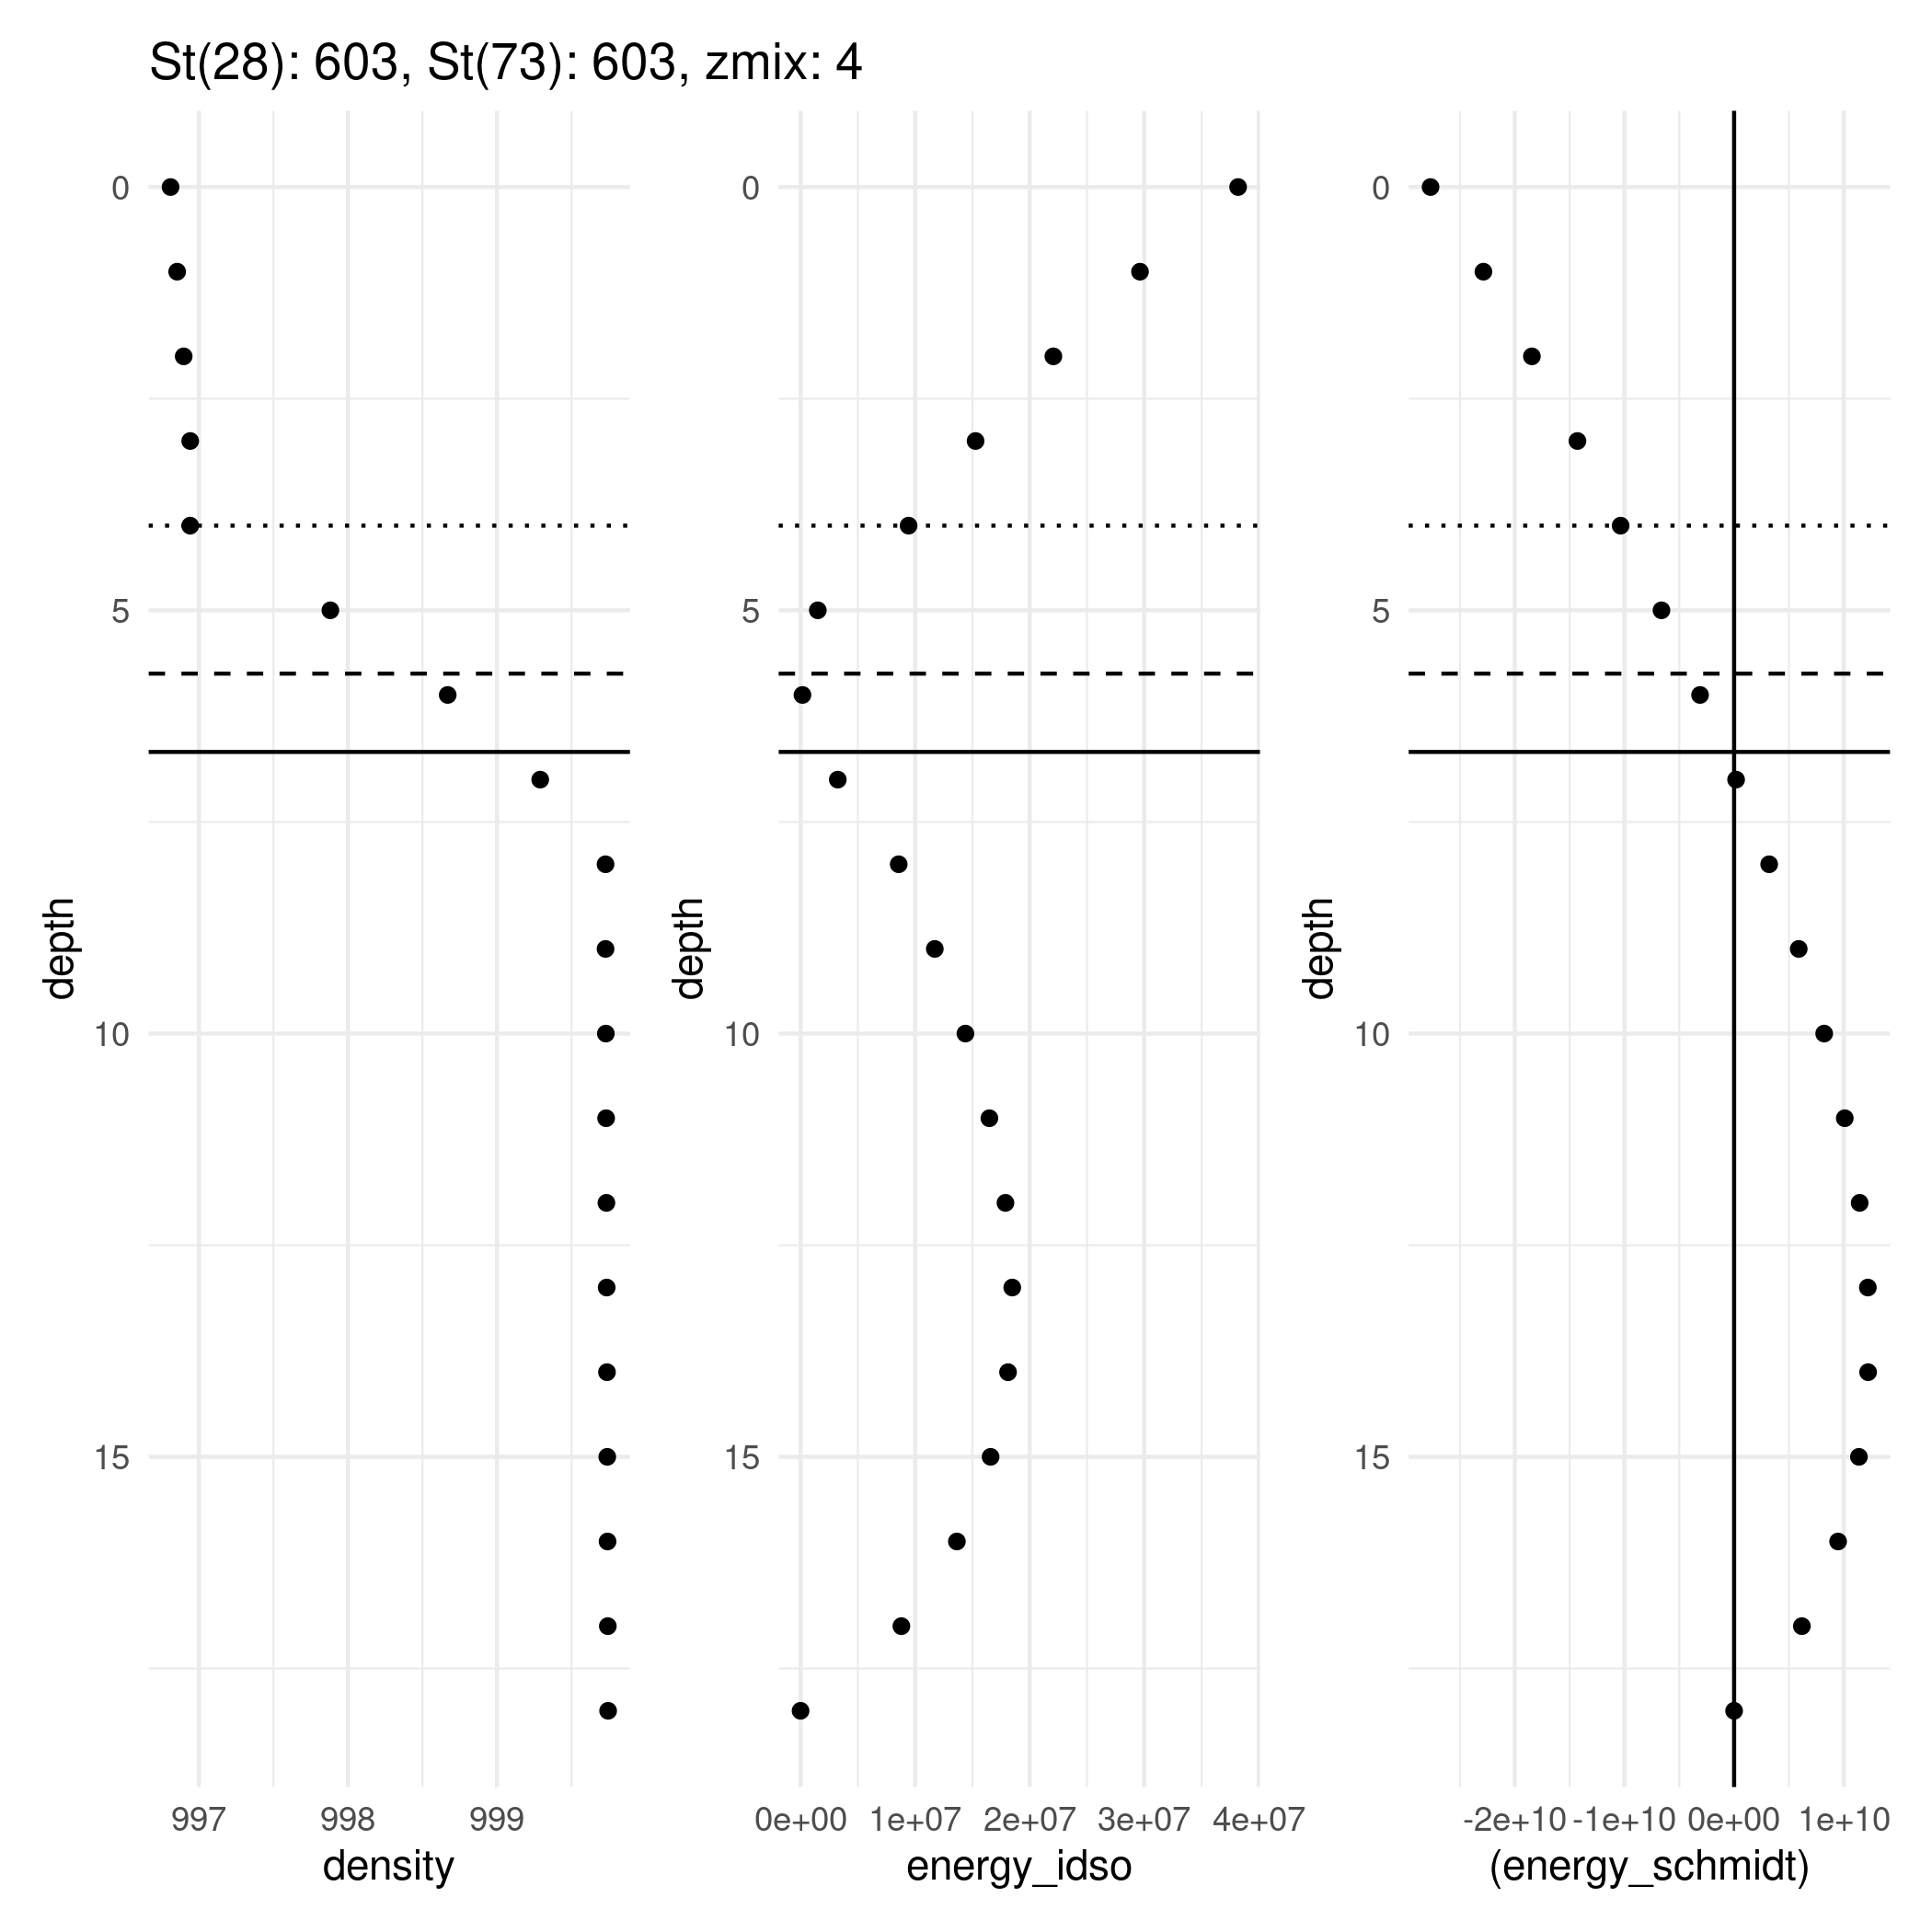 St(28): 603, St(73): 603, zmix: 4
0
5
10
15
depth
997 998 999
density
0
5
10
15
depth
0e+00 1e+07 2e+07 3e+07 4e+07
energy_idso
0
5
10
15
depth
-2e+10 -1e+10 0e+00 1e+10
(energy_schmidt)